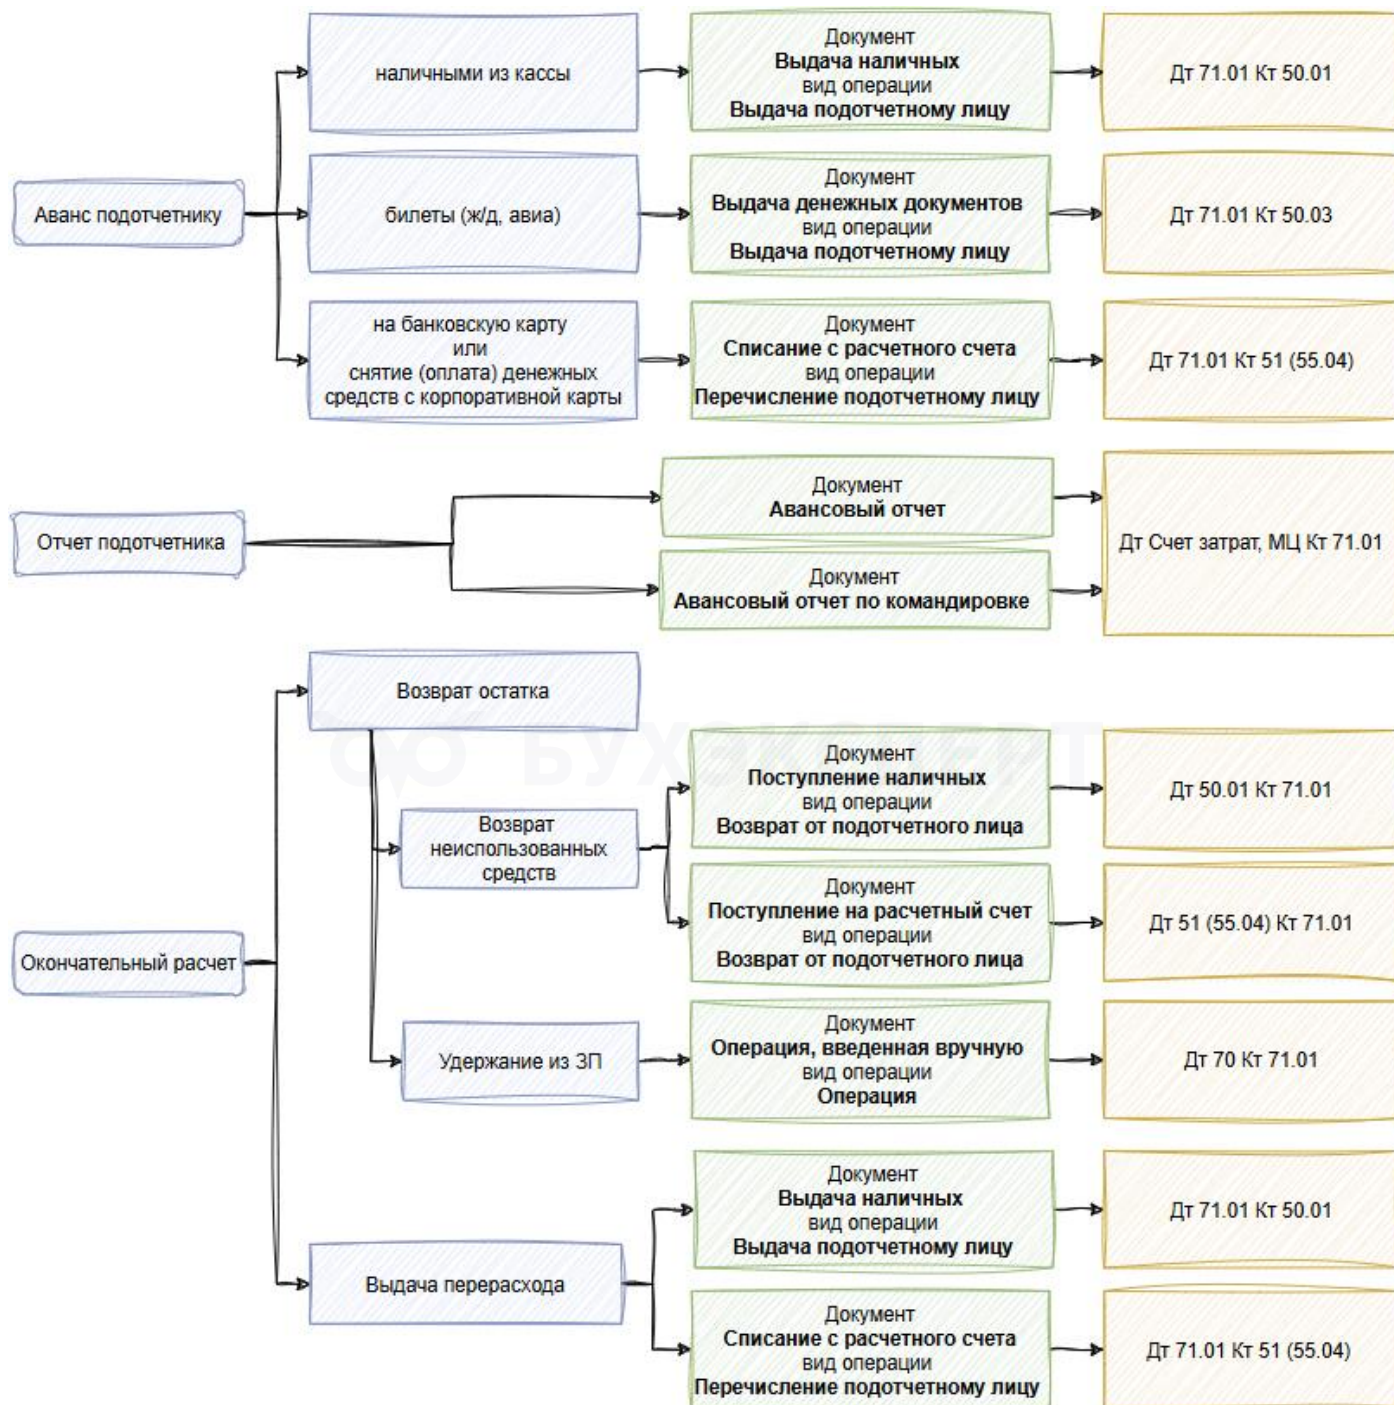 Аванс подотчетнику
наличными из кассы
Документ
Выдача наличных
вид операции
Выдача подотчетному лицу
Дт 71.01 Кт 50.01
билеты (ж/д, авиа)
Документ
Выдача денежных документов
вид операции
Выдача подотчетному лицу
Дт 71.01 Кт 50.03
на банковскую карту
или
снятие (оплата) денежных
средств с корпоративной карты
Документ
Списание с расчетного счета
вид операции
Перечисление подотчетному лицу
Дт 71.01 Кт 51 (55.04)
Отчет подотчетника
Документ
Авансовый отчет
Документ
Авансовый отчет по командировке
Дт Счет затрат, МЦ Кт 71.01
БУХЭКСПЕРТ
Окончательный расчет
Возврат остатка
Возврат
неиспользованных
средств
Документ
Поступление наличных
вид операции
Возврат от подотчетного лица
Дт 50.01 Кт 71.01
Документ
Поступление на расчетный счет
вид операции
Возврат от подотчетного лица
Дт 51 (55.04) Кт 71.01
Удержание из ЗП
Документ
Операция, введенная вручную
вид операции
Операция
Дт 70 Кт 71.01
Выдача перерасхода
Документ
Выдача наличных
вид операции
Выдача подотчетному лицу
Дт 71.01 Кт 50.01
Документ
Списание с расчетного счета
вид операции
Перечисление подотчетному лицу
Дт 71.01 Кт 51 (55.04)